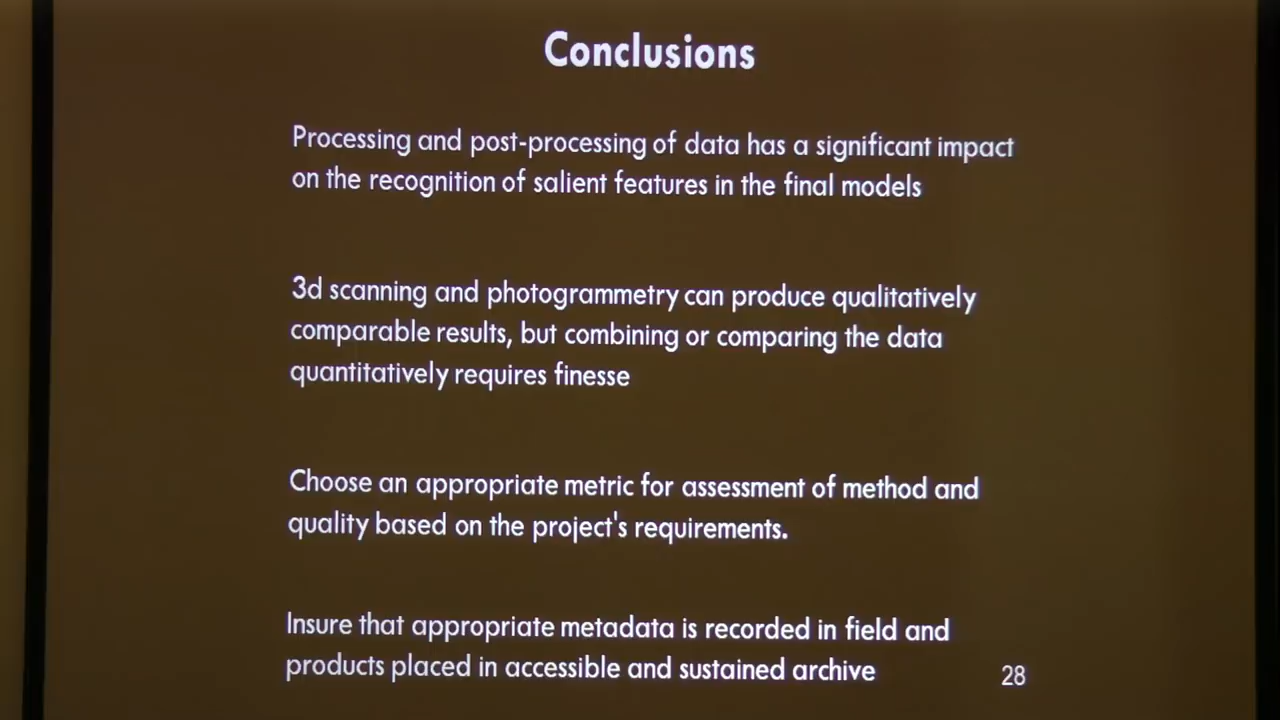 Conclusions
Processing and post-processing of data has a significant impact
on the recognition of salient features in the final models
3d scanning and photogrammetry can produce qualitatively
comparable results, but combining or comparing the data
quantitatively requires finesse
Choose an appropriate metric for assessment of method and
quality based on the project's requirements.
Insure that appropriate metadata is recorded in field and
products placed in accessible and sustained archive
28